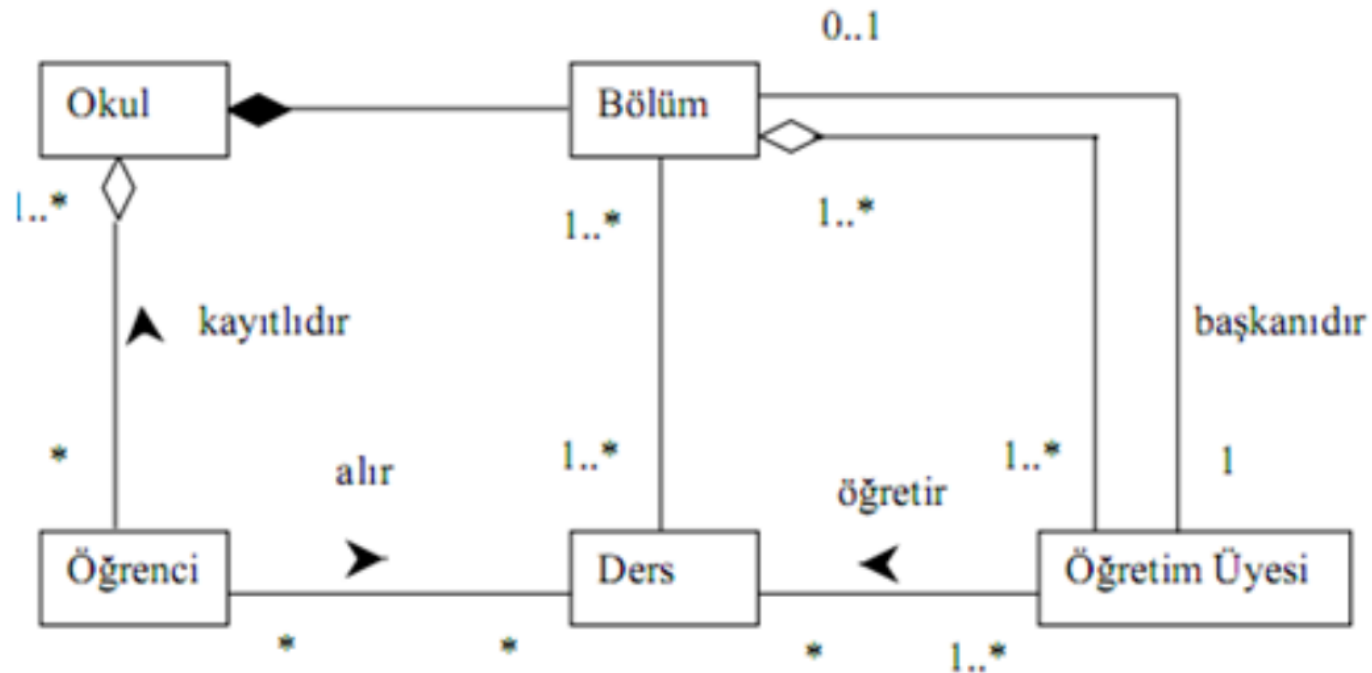 0..1
Okul
Bölüm
1..*
1..*
1..*
kayıtlıdır
başkanıdır
*
alır
1..*
1..*
1
öğretir
Öğrenci
Ders
Öğretim Üyesi
*
*
*
1..*